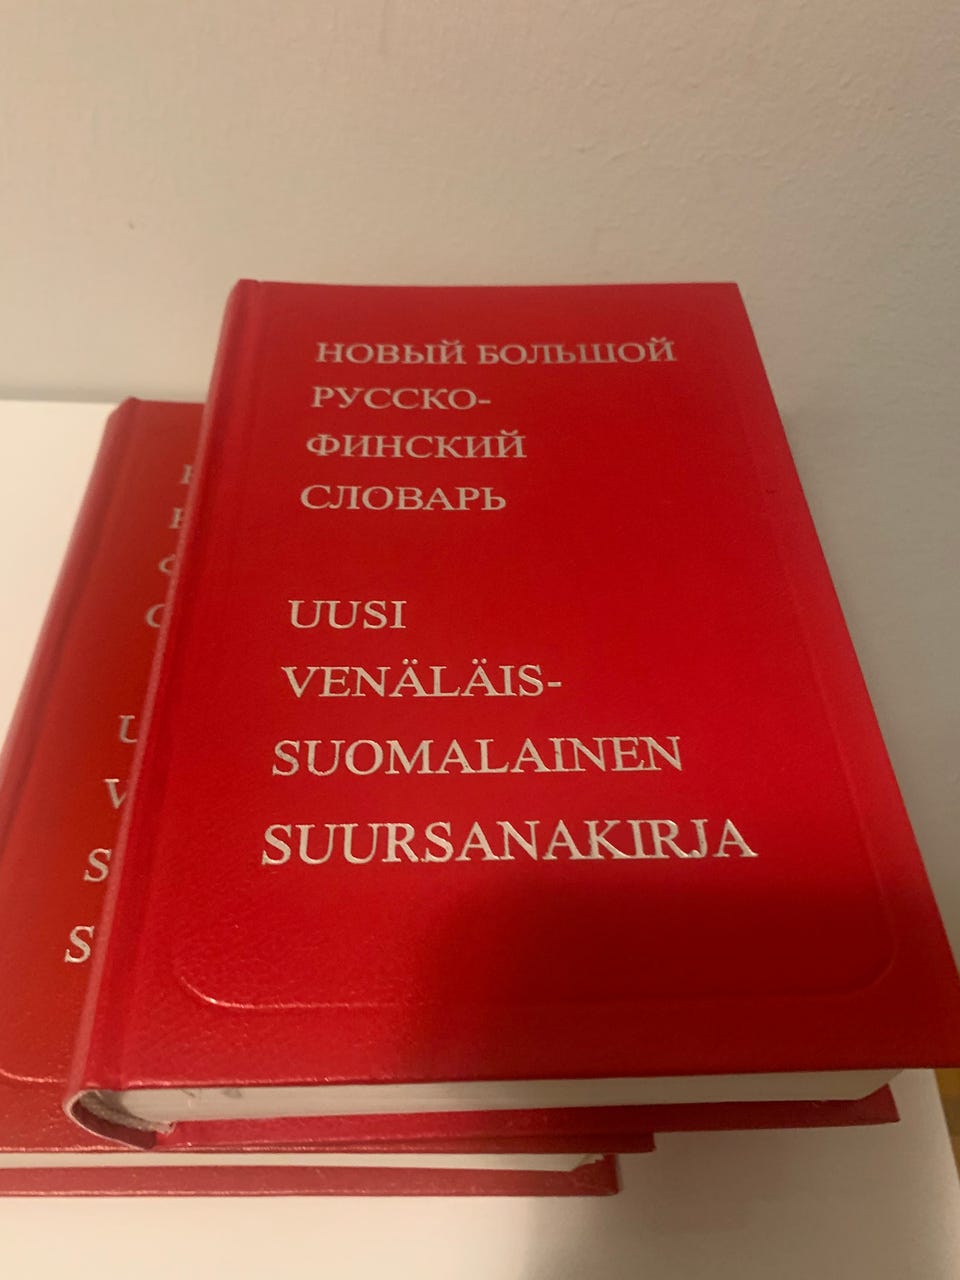 НОВЫЙ БОЛЬШОЙ
РУССКО-
ФИНСКИЙ
СЛОВАРЬ
UUSI
VENÄLÄIS-
SUOMALAINEN
SUURSANAKIRJA